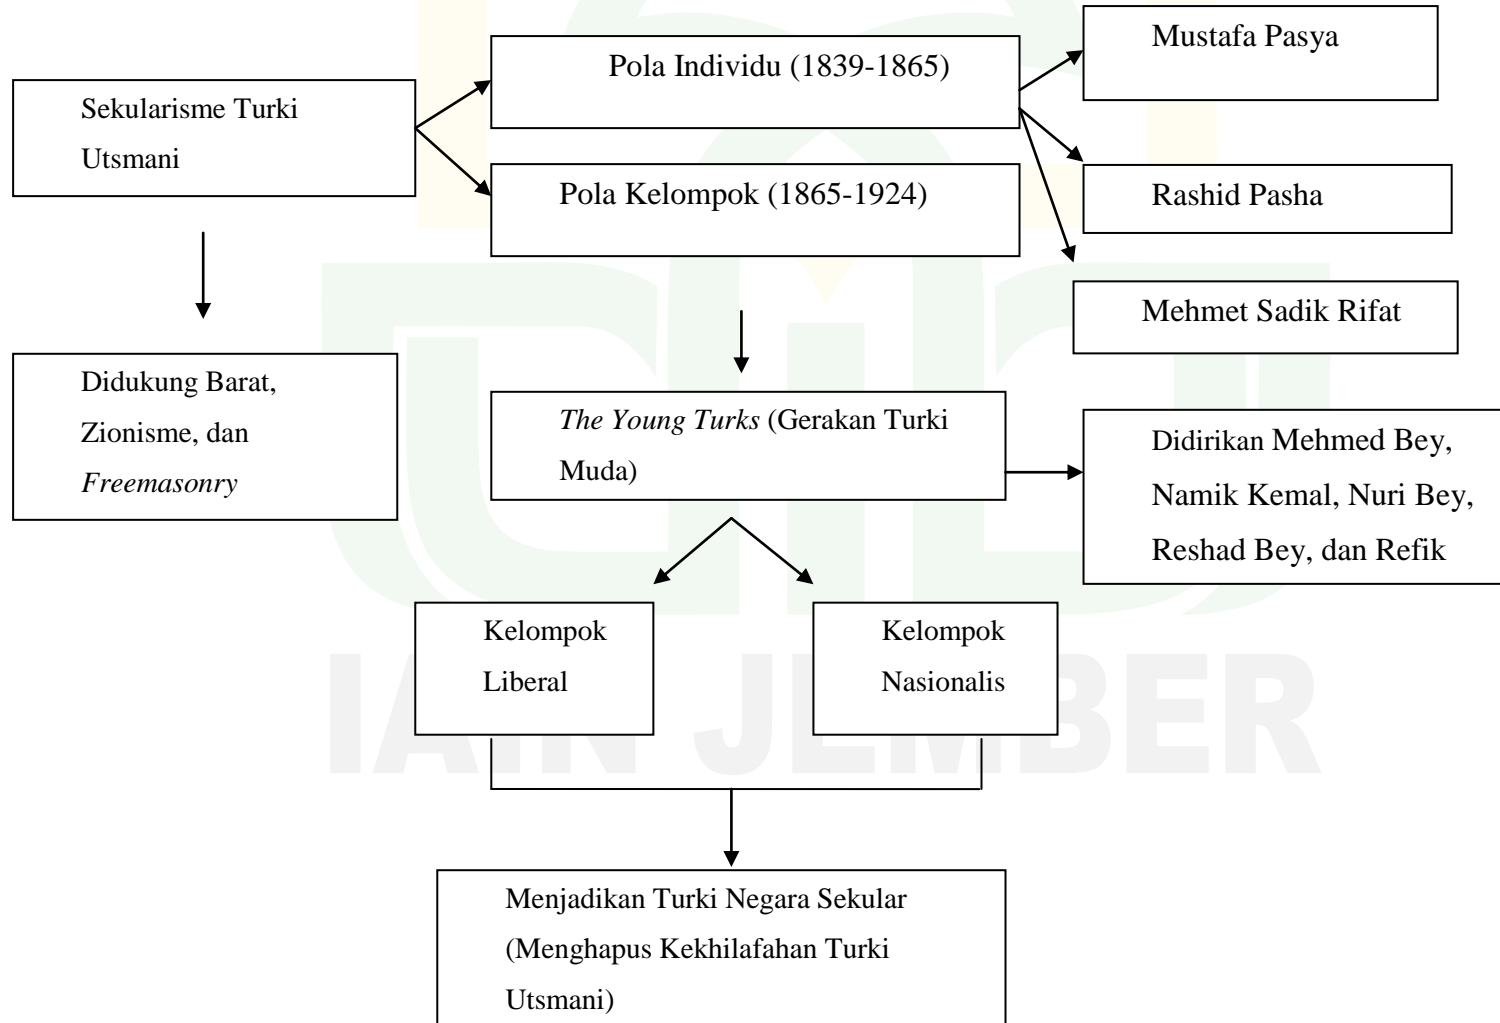 Sekularisme Turki
Utsmani
Pola Individu (1839-1865)
Pola Kelompok (1865-1924)
Mustafa Pasya
Rashid Pasha
Mehmet Sadik Rifat
Didukung Barat,
Zionisme, dan
Freemasonry
The Young Turks (Gerakan Turki
Muda)
Didirikan Mehmed Bey,
Namik Kemal, Nuri Bey,
Reshad Bey, dan Refik
Kelompok
Liberal
Kelompok
Nasionalis
IAIN JEMBER
Menjadikan Turki Negara Sekular
(Menghapus Kekhilafahan Turki
Utsmani)